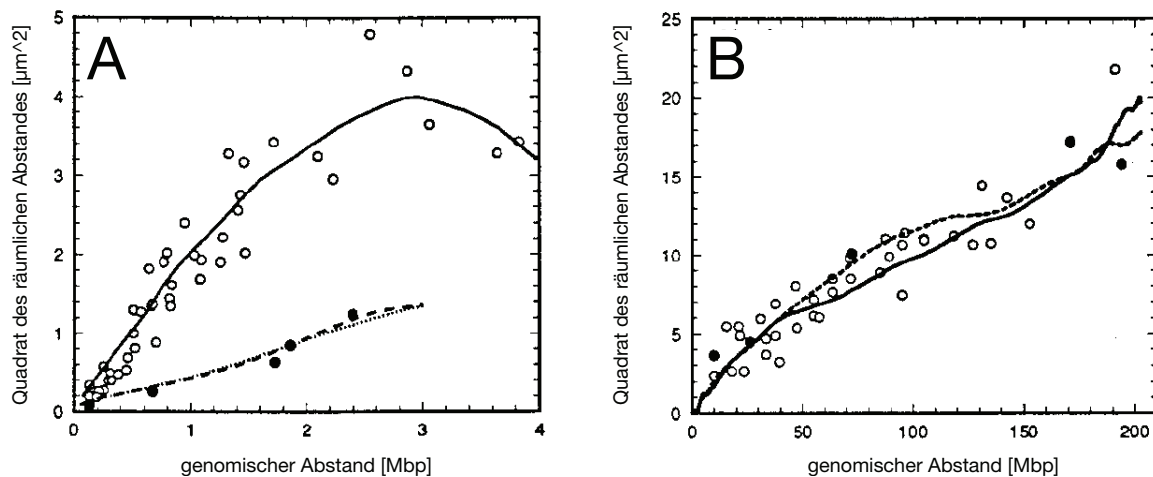 A
Quadrat des räumlichen Abstandes [µm^2]
5
4
3
2
1
0
0 1 2 3 4
genomischer Abstand [Mbp]
B
Quadrat des räumlichen Abstandes [µm^2]
25
20
15
10
5
0
0 50 100 150 200
genomischer Abstand [Mbp]